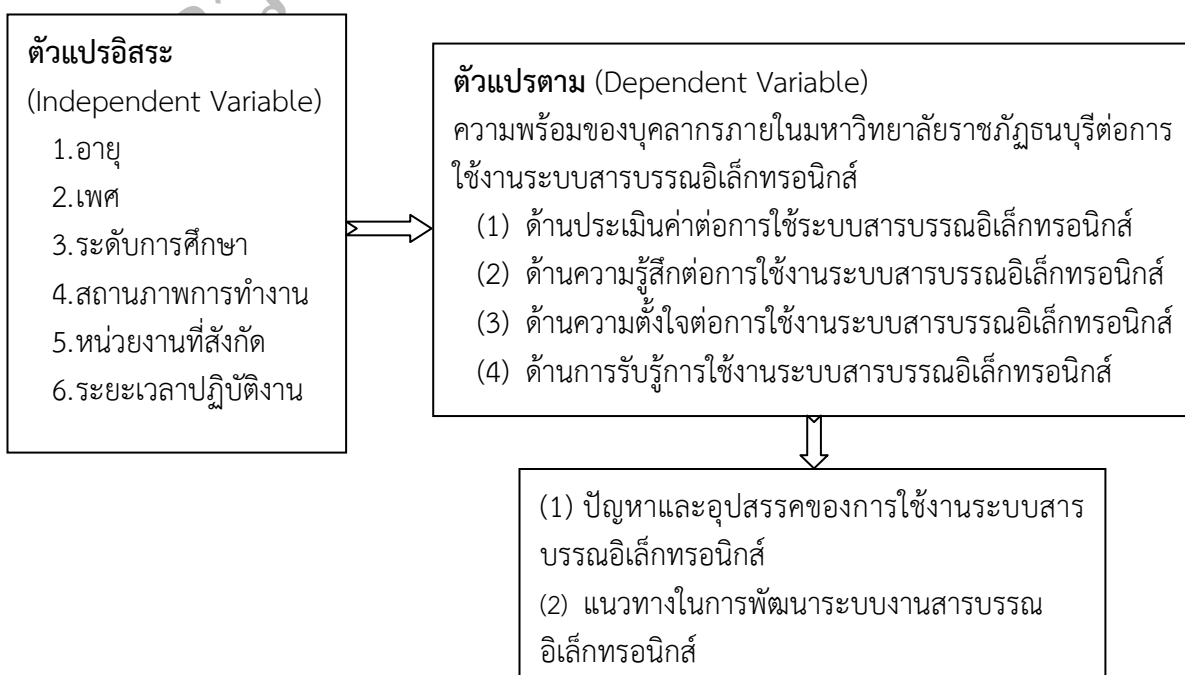 ตัวแปรอิสระ
(Independent Variable)
1.อายุ
2.เพศ
3.ระดับการศึกษา
4.สถานภาพการทำงาน
5.หน่วยงานที่สังกัด
6.ระยะเวลาปฏิบัติงาน
ตัวแปรตาม (Dependent Variable)
ความพร้อมของบุคลากรภายในมหาวิทยาลัยราชภัฏธนบุรีต่อการ
ใช้งานระบบสารบรรณอิเล็กทรอนิกส์
(1) ด้านประเมินค่าต่อการใช้ระบบสารบรรณอิเล็กทรอนิกส์
(2) ด้านความรู้สึกต่อการใช้งานระบบสารบรรณอิเล็กทรอนิกส์
(3) ด้านความตั้งใจต่อการใช้งานระบบสารบรรณอิเล็กทรอนิกส์
(4) ด้านการรับรู้การใช้งานระบบสารบรรณอิเล็กทรอนิกส์
(1) ปัญหาและอุปสรรคของการใช้งานระบบสาร
บรรณอิเล็กทรอนิกส์
(2) แนวทางในการพัฒนาระบบงานสารบรรณ
อิเล็กทรอนิกส์